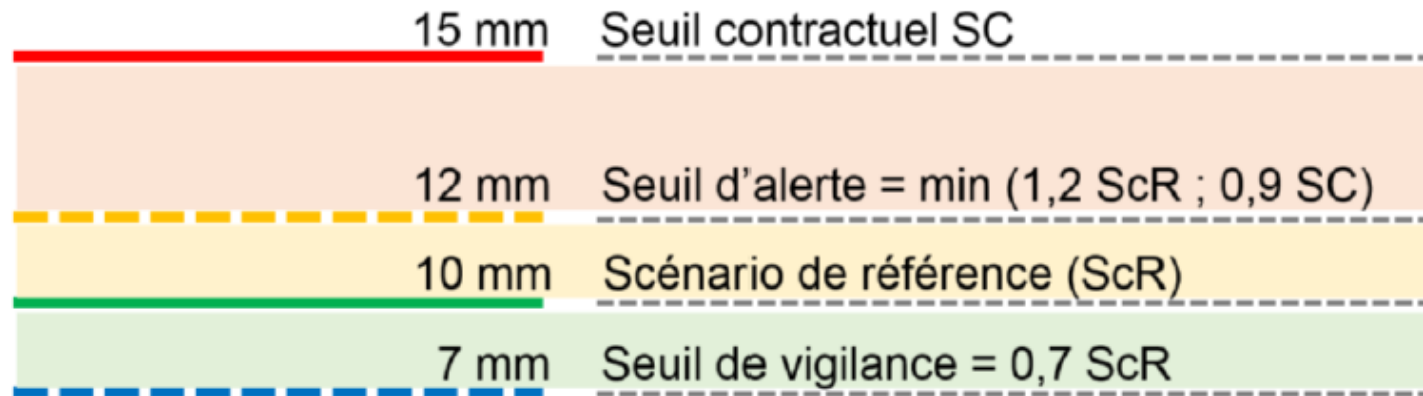 15 mm Seuil contractuel SC
12 mm Seuil d’alerte = min (1,2 ScR ; 0,9 SC)
10 mm Scénario de référence (ScR)
7 mm Seuil de vigilance = 0,7 ScR